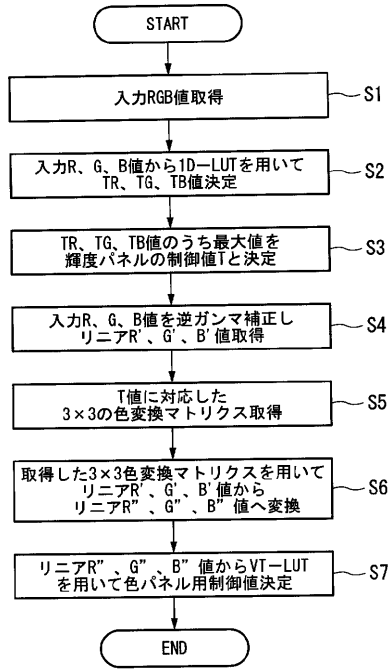 START
入力RGB値取得
S1
入力R、G、B値から1D-LUTを用いて
TR、TG、TB値決定
S2
TR、TG、TB値のうち最大値を
輝度パネルの制御値Tと決定
S3
入力R、G、B値を逆ガンマ補正し
リニアR'、G'、B'値取得
S4
T値に対応した
3×3の色変換マトリクス取得
S5
取得した3×3色変換マトリクスを用いて
リニアR'、G'、B'値から
リニアR”、G”、B”値へ変換
S6
リニアR”、G”、B”値からVT-LUT
を用いて色パネル用制御値決定
S7
END